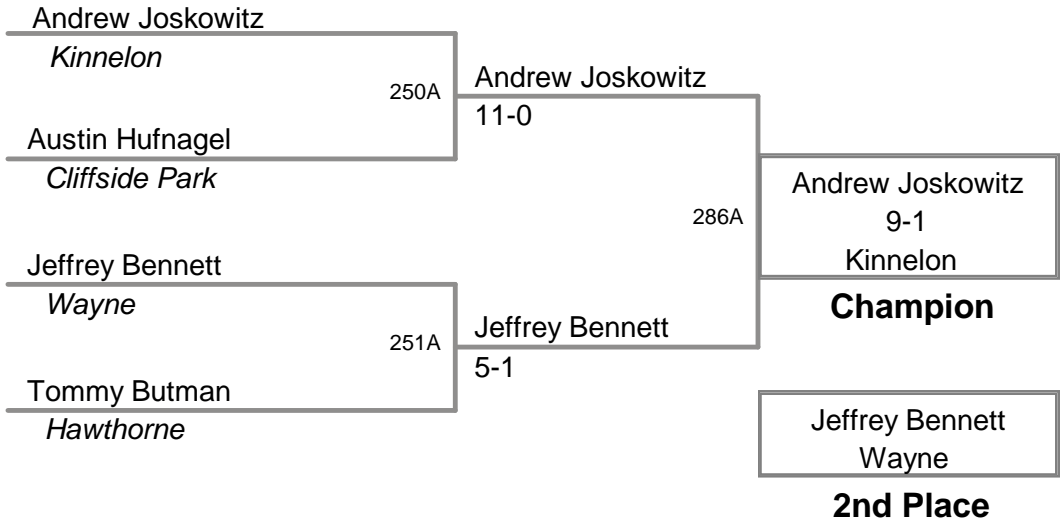 Andrew Joskowitz
Kinnelon
250A
Andrew Joskowitz
11-0
Austin Hufnagel
Cliffside Park
286A
Andrew Joskowitz
9-1
Kinnelon
Champion
Jeffrey Bennett
Wayne
251A
Jeffrey Bennett
5-1
Tommy Butman
Hawthorne
Jeffrey Bennett
Wayne
2nd Place